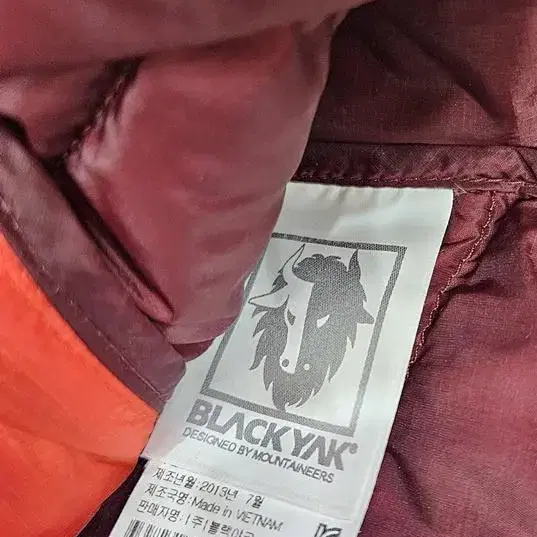 BLACKYAK®
DESIGNED BY MOUNTAINEERS
제조년월: 2013년 7월
제조국명: Made in VIETNAM
판매자명: (주)블랙야크